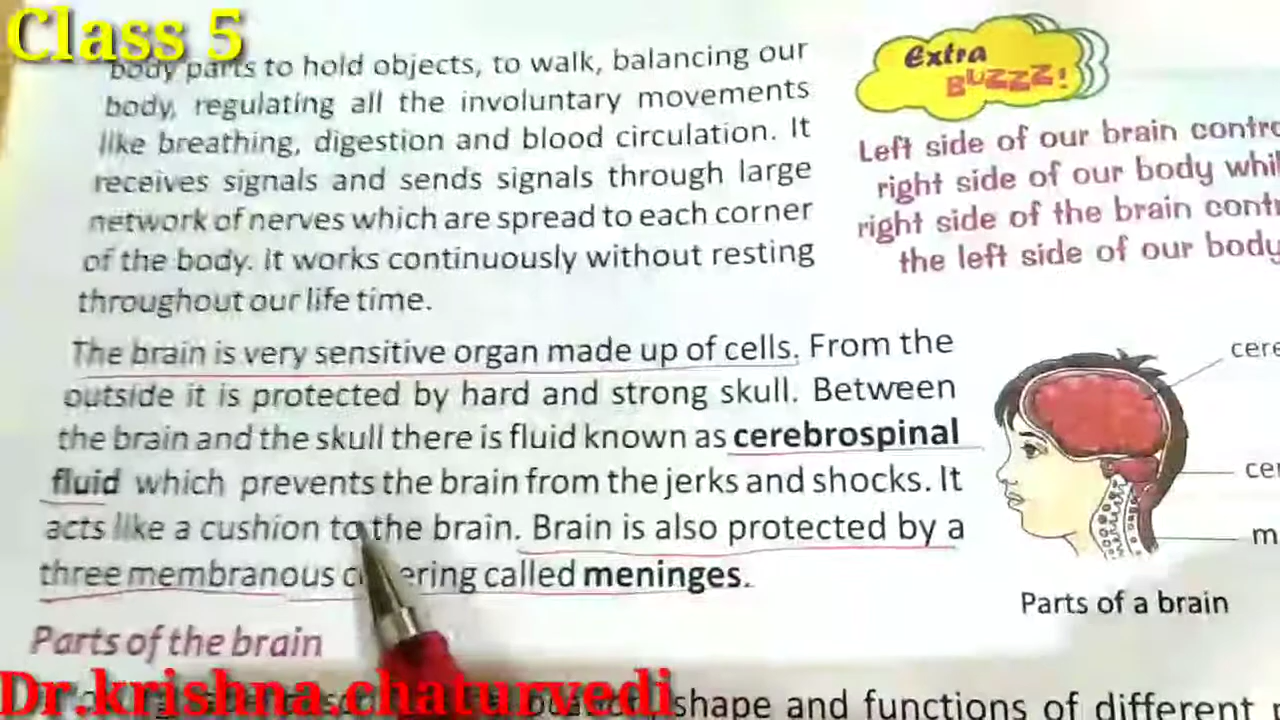 Class 5
body parts to hold objects, to walk, balancing our
body, regulating all the involuntary movements
like breathing, digestion and blood circulation. It
receives signals and sends signals through large
network of nerves which are spread to each corner
of the body. It works continuously without resting
throughout our life time.
The brain is very sensitive organ made up of cells. From the
outside it is protected by hard and strong skull. Between
the brain and the skull there is fluid known as cerebrospinal
fluid which prevents the brain from the jerks and shocks. It
acts like a cushion to the brain. Brain is also protected by a
three membranous covering called meninges.
Parts of the brain
shape and functions of different
Extra
BUZZZ!
Left side of our brain contro
right side of our body whil
right side of the brain contr
the left side of our body
cere
cer
m
Parts of a brain
Dr.krishna.chaturvedi